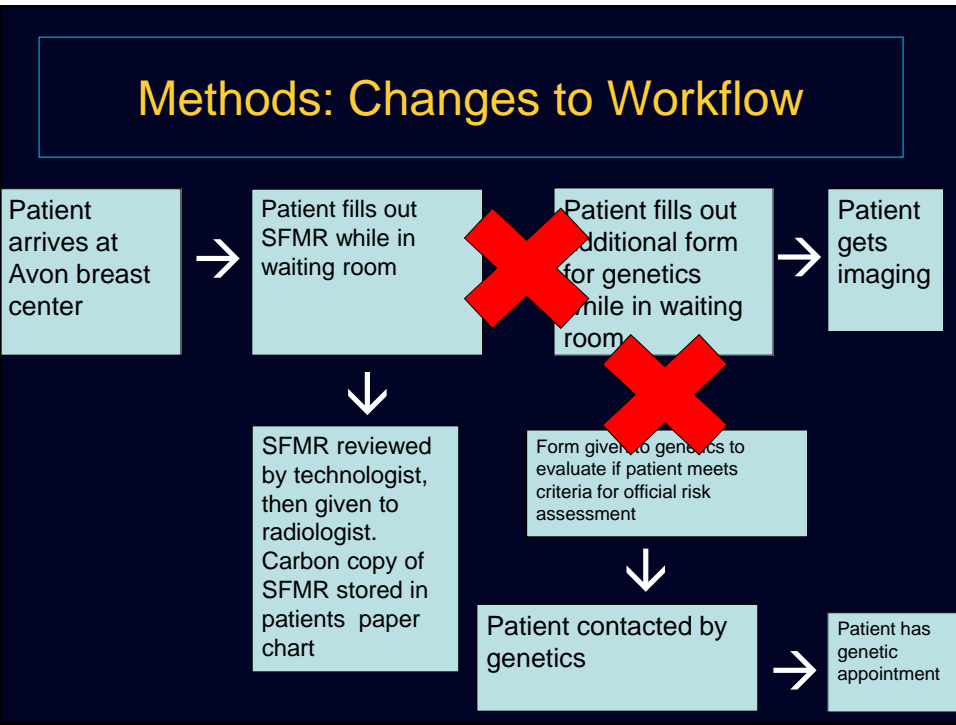 Methods: Changes to Workflow
Patient
arrives at
Avon breast
center
Patient fills out
SFMR while in
waiting room
Patient fills out
additional form
for genetics
while in waiting
room
Patient
gets
imaging
SFMR reviewed
by technologist,
then given to
radiologist.
Carbon copy of
SFMR stored in
patients paper
chart
Form given to genetics to
evaluate if patient meets
criteria for official risk
assessment
Patient contacted by
genetics
Patient has
genetic
appointment